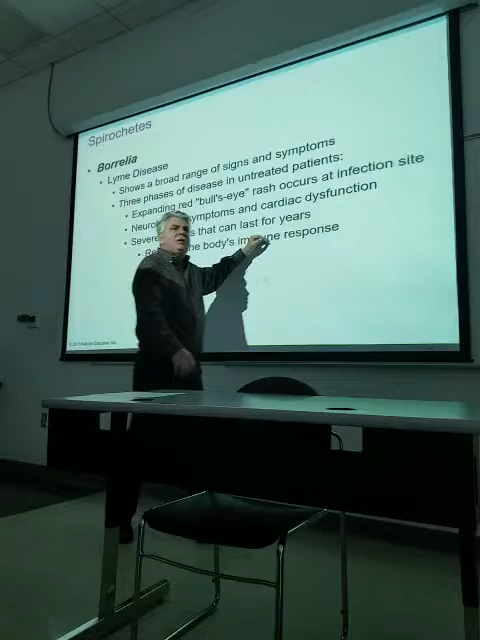 Spirochetes
• Borrelia
• Lyme Disease
• Shows a broad range of signs and symptoms
• Three phases of disease in untreated patients:
• Expanding red "bull's-eye" rash occurs at infection site
• symptoms and cardiac dysfunction
• Severe that can last for years
• the body's response